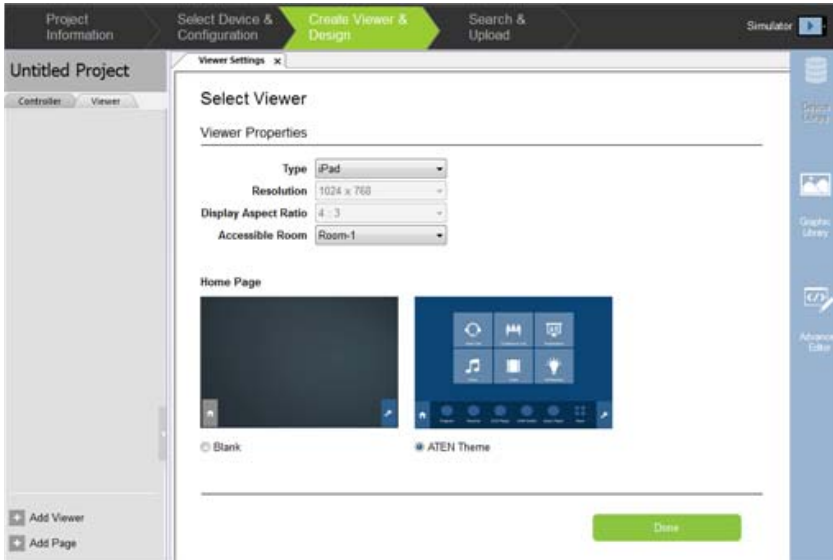 Project Information
Select Device & Configuration
Create Viewer & Design
Search & Upload
Simulator
Untitled Project
Controller
Viewer
Viewer Settings x
Select Viewer
Viewer Properties
Type iPad
Resolution 1024 x 768
Display Aspect Ratio 4 : 3
Accessible Room Room-1
Home Page
Blank
ATEN Theme
Graphic Library
Advance Editor
Add Viewer
Add Page
Done